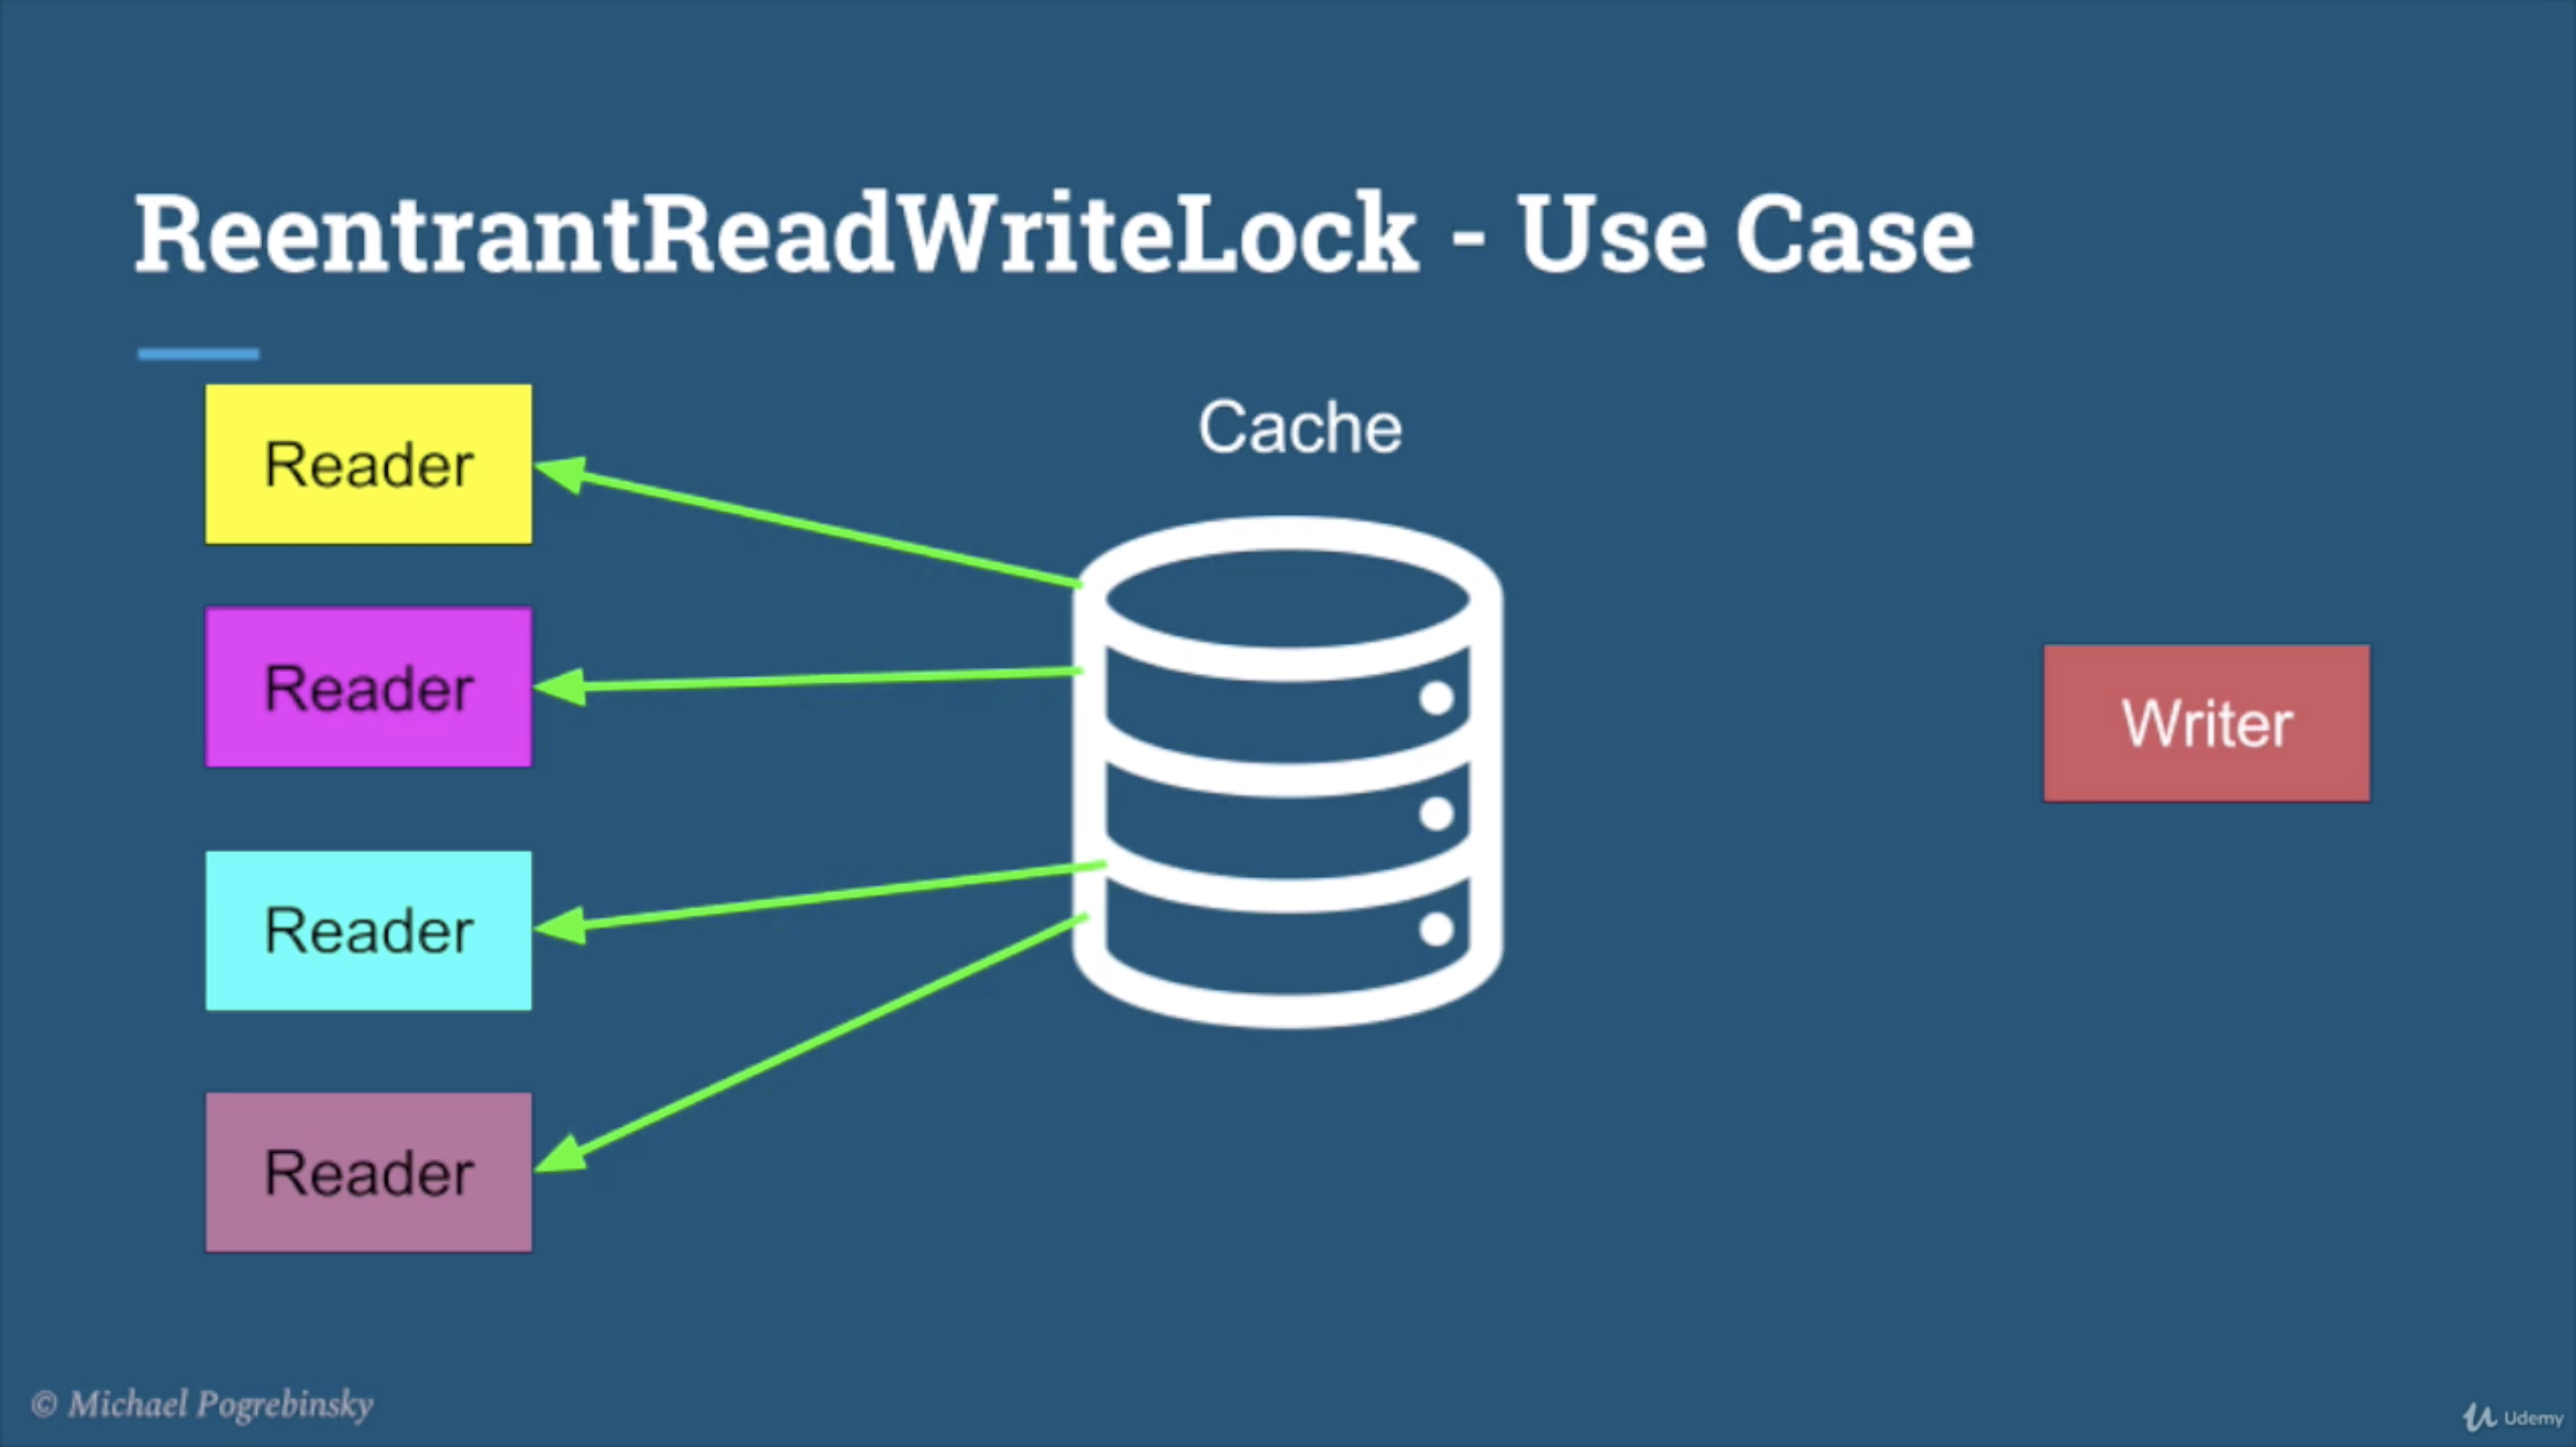 ReentrantReadWriteLock - Use Case
Reader
Cache
Reader
Writer
Reader
Reader
© Michael Pogrebinsky
Udemy